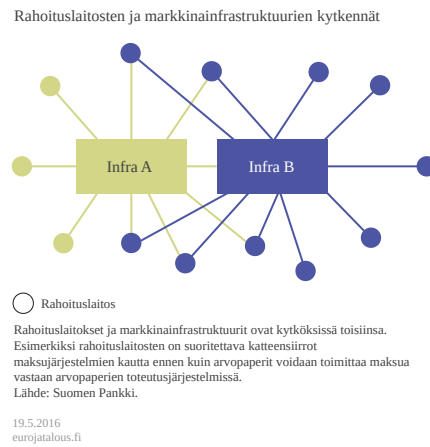 Rahoituslaitosten ja markkinainfrastruktuurien kytkennät
Infra A
Infra B
Rahoituslaitos
Rahoituslaitokset ja markkinainfrastruktuurit ovat kytköksissä toisiinsa.
Esimerkiksi rahoituslaitosten on suoritettava katteensiirrot
maksujärjestelmien kautta ennen kuin arvopaperit voidaan toimittaa maksua
vastaan arvopaperien toteutusjärjestelmissä.
Lähde: Suomen Pankki.
19.5.2016
eurojatalous.fi